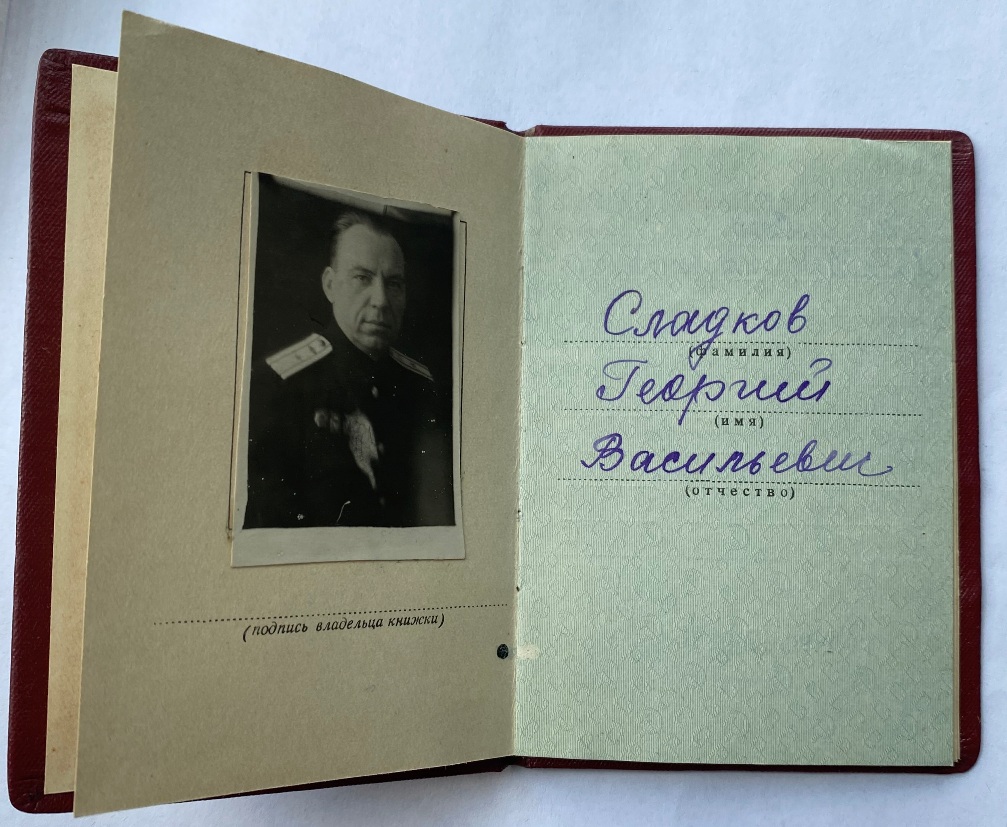 (подпись владельца книжки)
Сладков
(фамилия)
Георгий
(имя)
Васильевич
(отчество)